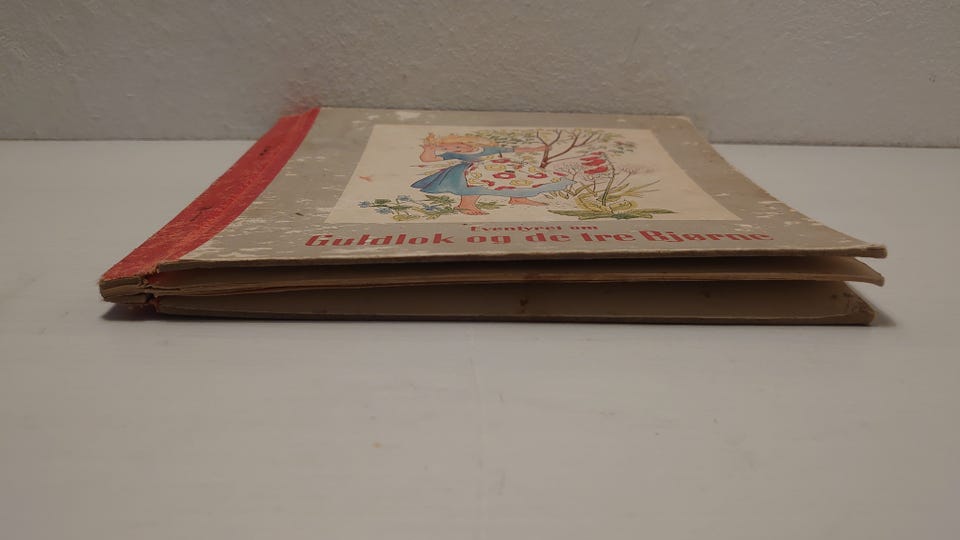 Eventyret om
Guldlok og de tre Bjørne